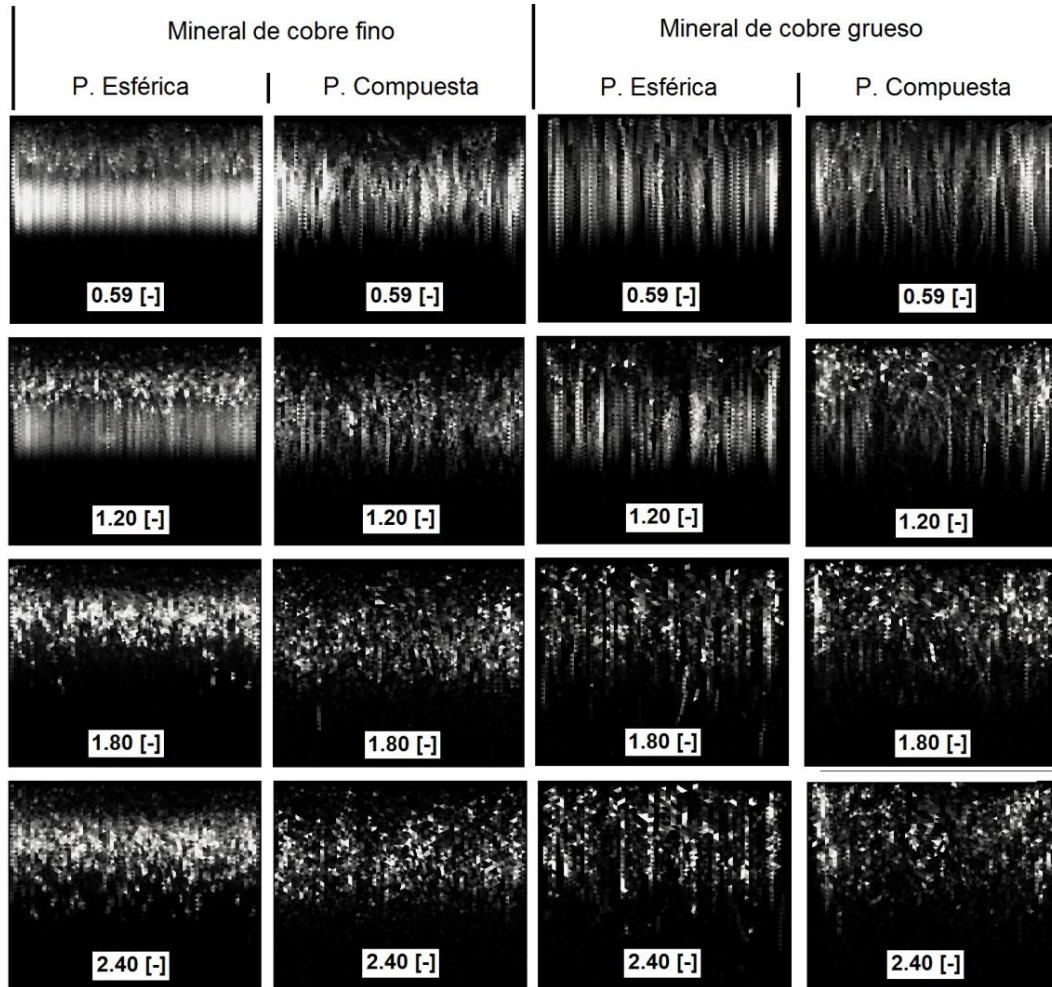 Mineral de cobre fino
Mineral de cobre grueso
P. Esférica
P. Compuesta
P. Esférica
P. Compuesta
0.59 [-]
0.59 [-]
0.59 [-]
0.59 [-]
1.20 [-]
1.20 [-]
1.20 [-]
1.20 [-]
1.80 [-]
1.80 [-]
1.80 [-]
1.80 [-]
2.40 [-]
2.40 [-]
2.40 [-]
2.40 [-]